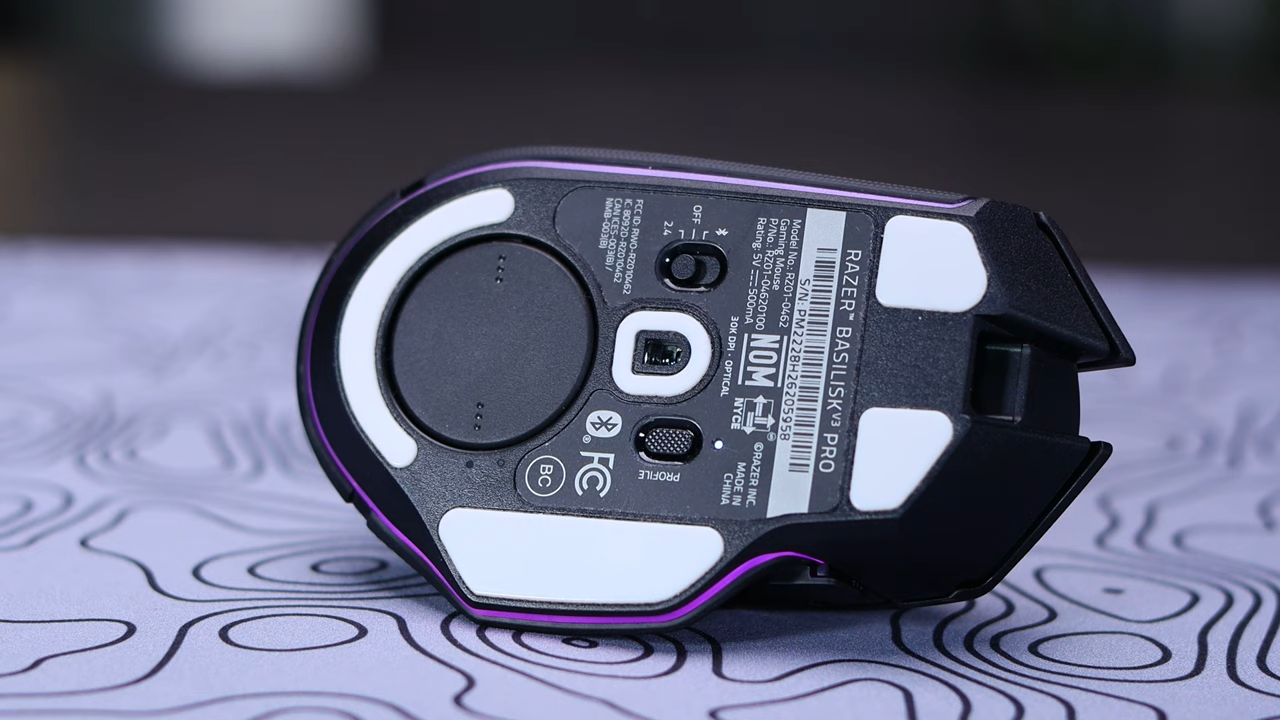 RAZER™ BASILISK V3 PRO
S/N: PM2228H26205958
Model No.: RZ01-0462
Gaming Mouse
P/No.: RZ01-04620100
Rating: 5V ⎓ 500mA
NOM
NYCE
®
©RAZER INC.
MADE IN
CHINA
30K DPI • OPTICAL
OFF
2.4
FCC ID: RWO-RZ010462
IC: 8092D-RZ010462
CAN ICES-003(B) /
NMB-003(B)
PROFILE
®
FC
BC